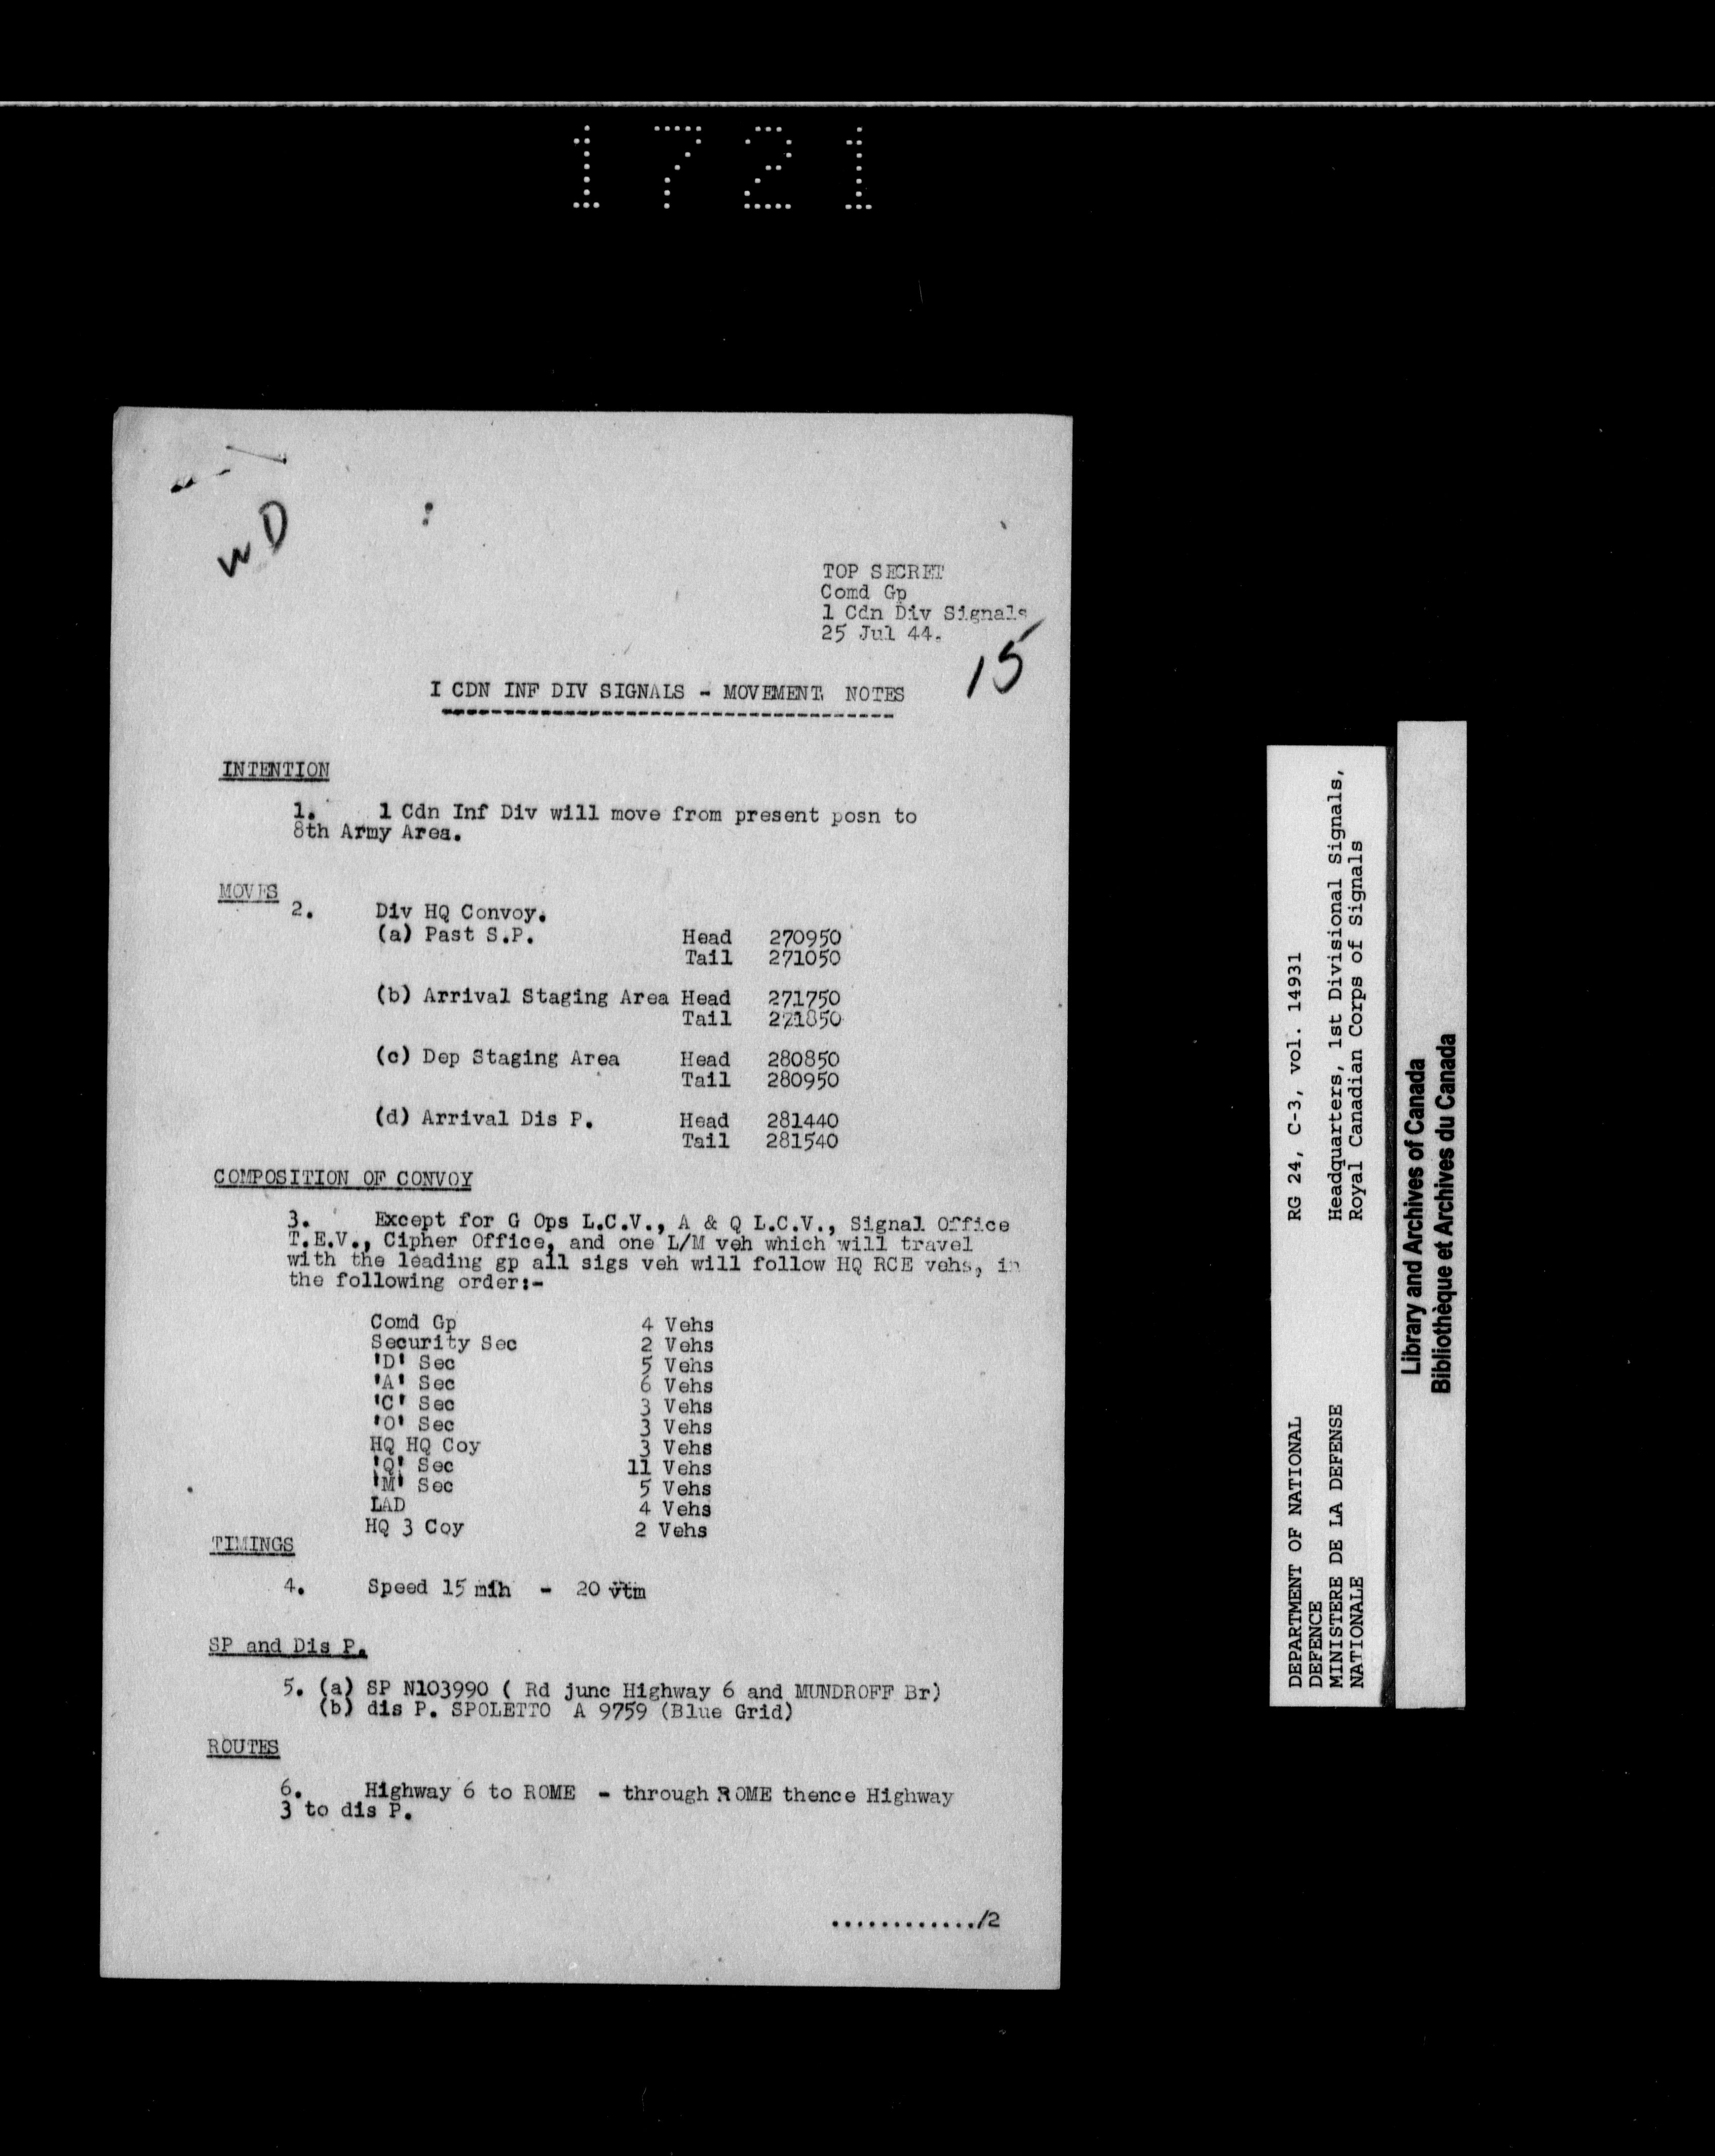 1721
WD
TOP SECRET
Comd Gp
1 Cdn Div Signals
25 Jul 44.
15
I CDN INF DIV SIGNALS - MOVEMENT NOTES
INTENTION
1. 1 Cdn Inf Div will move from present posn to
8th Army Area.
MOVES
2. Div HQ Convoy.
(a) Past S.P. Head 270950
Tail 271050
(b) Arrival Staging Area Head 271750
Tail 271850
(c) Dep Staging Area Head 280850
Tail 280950
(d) Arrival Dis P. Head 281440
Tail 281540
COMPOSITION OF CONVOY
3. Except for G Ops L.C.V., A & Q L.C.V., Signal Office
T.E.V., Cipher Office, and one L/M veh which will travel
with the leading gp all sigs veh will follow HQ RCE vehs, in
the following order:-
Comd Gp 4 Vehs
Security Sec 2 Vehs
'D' Sec 5 Vehs
'A' Sec 6 Vehs
'C' Sec 3 Vehs
'O' Sec 3 Vehs
HQ HQ Coy 3 Vehs
'Q' Sec 11 Vehs
'M' Sec 5 Vehs
LAD 4 Vehs
HQ 3 Coy 2 Vehs
TIMINGS
4. Speed 15 mih - 20 vtm
SP and Dis P.
5. (a) SP N103990 ( Rd junc Highway 6 and MUNDROFF Br)
(b) dis P. SPOLETTO A 9759 (Blue Grid)
ROUTES
6. Highway 6 to ROME - through ROME thence Highway
3 to dis P.
............/2
DEPARTMENT OF NATIONAL
DEFENCE
MINISTERE DE LA DEFENSE
NATIONALE
RG 24, C-3, vol. 14931
Headquarters, 1st Divisional Signals,
Royal Canadian Corps of Signals
Library and Archives of Canada
Bibliothèque et Archives du Canada